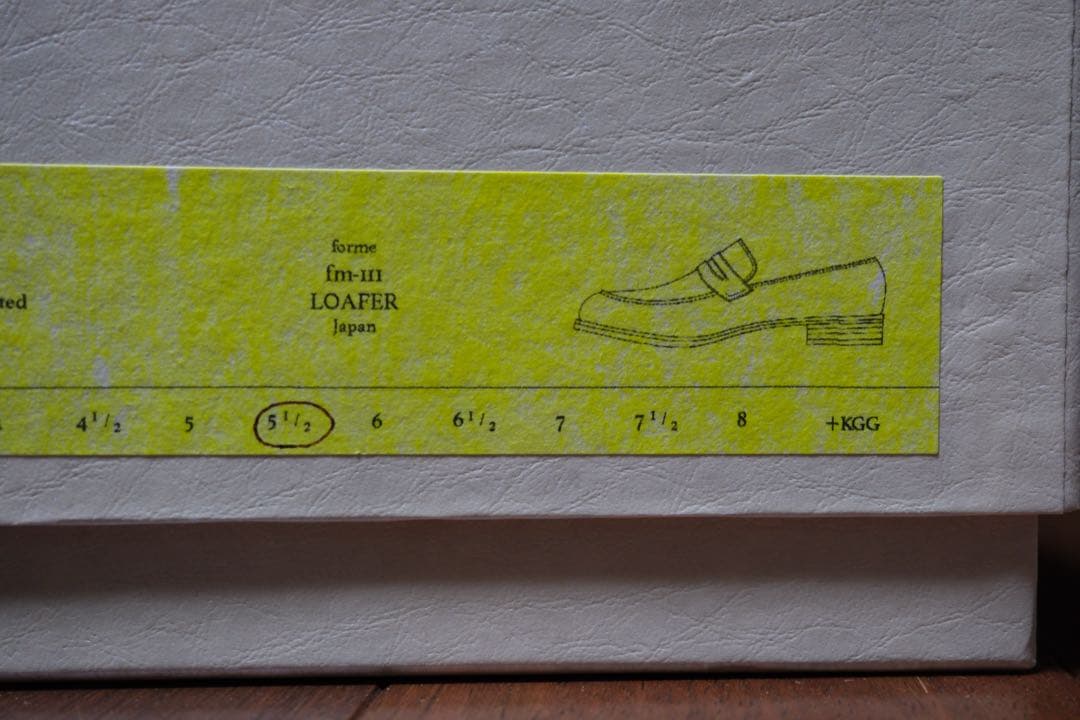 forme
fm-111
LOAFER
Japan
ted
4 1/2 5 5 1/2 6 6 1/2 7 7 1/2 8 +KGG